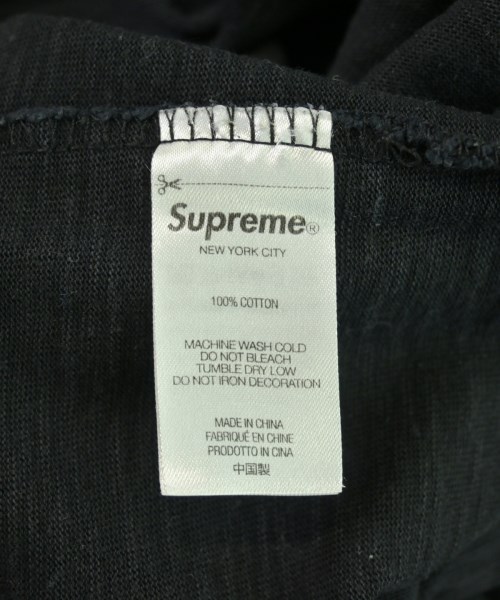 Supreme®
NEW YORK CITY
100% COTTON
MACHINE WASH COLD
DO NOT BLEACH
TUMBLE DRY LOW
DO NOT IRON DECORATION
MADE IN CHINA
FABRIQUÉ EN CHINE
PRODOTTO IN CINA
中国製